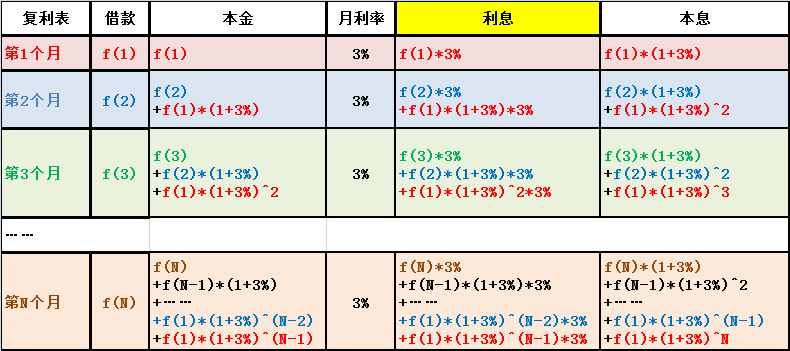 复利表 借款 本金 月利率 利息 本息
第1个月 f(1) f(1) 3% f(1)*3% f(1)*(1+3%)
第2个月 f(2) f(2) 3% f(2)*3% f(2)*(1+3%)
+f(1)*(1+3%) +f(1)*(1+3%)*3% +f(1)*(1+3%)^2
第3个月 f(3) f(3) 3% f(3)*3% f(3)*(1+3%)
+f(2)*(1+3%) +f(2)*(1+3%)*3% +f(2)*(1+3%)^2
+f(1)*(1+3%)^2 +f(1)*(1+3%)^2*3% +f(1)*(1+3%)^3
……
第N个月 f(N) f(N) 3% f(N)*3% f(N)*(1+3%)
+f(N-1)*(1+3%) +f(N-1)*(1+3%)*3% +f(N-1)*(1+3%)^2
+…… +…… +……
+f(1)*(1+3%)^(N-2) +f(1)*(1+3%)^(N-2)*3% +f(1)*(1+3%)^(N-1)
+f(1)*(1+3%)^(N-1) +f(1)*(1+3%)^(N-1)*3% +f(1)*(1+3%)^N